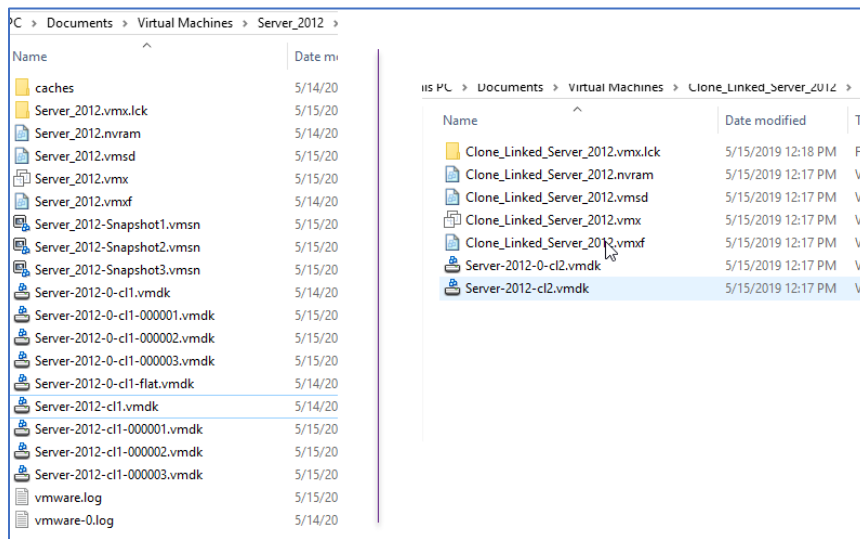 PC > Documents > Virtual Machines > Server_2012 >
Name Date
caches 5/14/20
Server_2012.vmx.lck 5/15/20
Server_2012.nvram 5/14/20
Server_2012.vmsd 5/15/20
Server_2012.vmx 5/15/20
Server_2012.vmxf 5/14/20
Server_2012-Snapshot1.vmsn 5/15/20
Server_2012-Snapshot2.vmsn 5/15/20
Server_2012-Snapshot3.vmsn 5/15/20
Server-2012-0-cl1.vmdk 5/14/20
Server-2012-0-cl1-000001.vmdk 5/15/20
Server-2012-0-cl1-000002.vmdk 5/15/20
Server-2012-0-cl1-000003.vmdk 5/15/20
Server-2012-0-cl1-flat.vmdk 5/14/20
Server-2012-cl1.vmdk 5/14/20
Server-2012-cl1-000001.vmdk 5/15/20
Server-2012-cl1-000002.vmdk 5/15/20
Server-2012-cl1-000003.vmdk 5/15/20
vmware.log 5/15/20
vmware-0.log 5/14/20
his PC > Documents > Virtual Machines > Clone_Linked_Server_2012 >
Name Date modified T
Clone_Linked_Server_2012.vmx.lck 5/15/2019 12:18 PM F
Clone_Linked_Server_2012.nvram 5/15/2019 12:17 PM V
Clone_Linked_Server_2012.vmsd 5/15/2019 12:17 PM V
Clone_Linked_Server_2012.vmx 5/15/2019 12:17 PM V
Clone_Linked_Server_2012.vmxf 5/15/2019 12:17 PM V
Server-2012-0-cl2.vmdk 5/15/2019 12:17 PM V
Server-2012-cl2.vmdk 5/15/2019 12:17 PM V